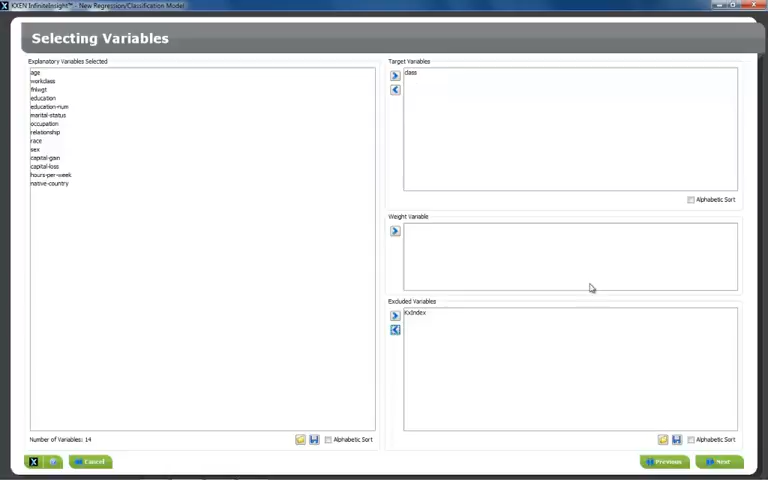 KXEN InfiniteInsight™ - New Regression/Classification Model
Selecting Variables
Explanatory Variables Selected
age
workclass
fnlwgt
education
education-num
marital-status
occupation
relationship
race
sex
capital-gain
capital-loss
hours-per-week
native-country
Number of Variables: 14
Alphabetic Sort
Target Variables
class
Alphabetic Sort
Weight Variable
Excluded Variables
KxIndex
Alphabetic Sort
X
Cancel
Previous
Next